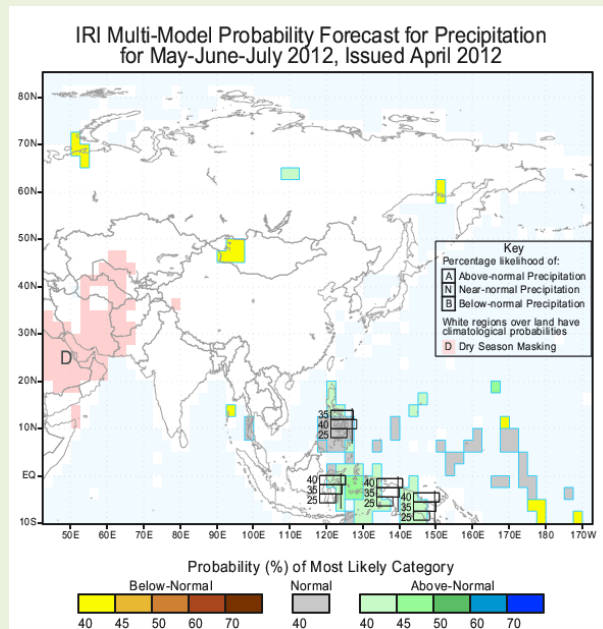 IRI Multi-Model Probability Forecast for Precipitation
for May-June-July 2012, Issued April 2012
80N
70N
60N
50N
40N
30N
20N
10N
EQ
10S
Key
Percentage likelihood of:
A Above-normal Precipitation
N Near-normal Precipitation
B Below-normal Precipitation
White regions over land have
climatological probabilities
D Dry Season Masking
D
35
40
25
40
35
25
40
35
25
40
35
25
50E 60E 70E 80E 90E 100E 110E 120E 130E 140E 150E 160E 170E 180 170W
Probability (%) of Most Likely Category
Below-Normal Normal Above-Normal
40 45 50 60 70 40 40 45 50 60 70